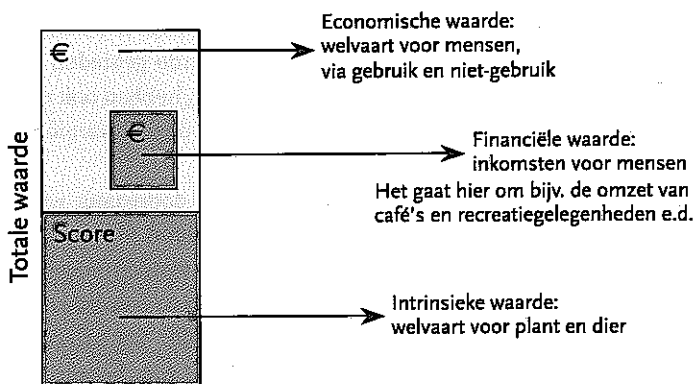 Totale waarde
€
Economische waarde:
welvaart voor mensen,
via gebruik en niet-gebruik
€
Financiële waarde:
inkomsten voor mensen
Het gaat hier om bijv. de omzet van
café's en recreatiegelegenheden e.d.
Score
Intrinsieke waarde:
welvaart voor plant en dier